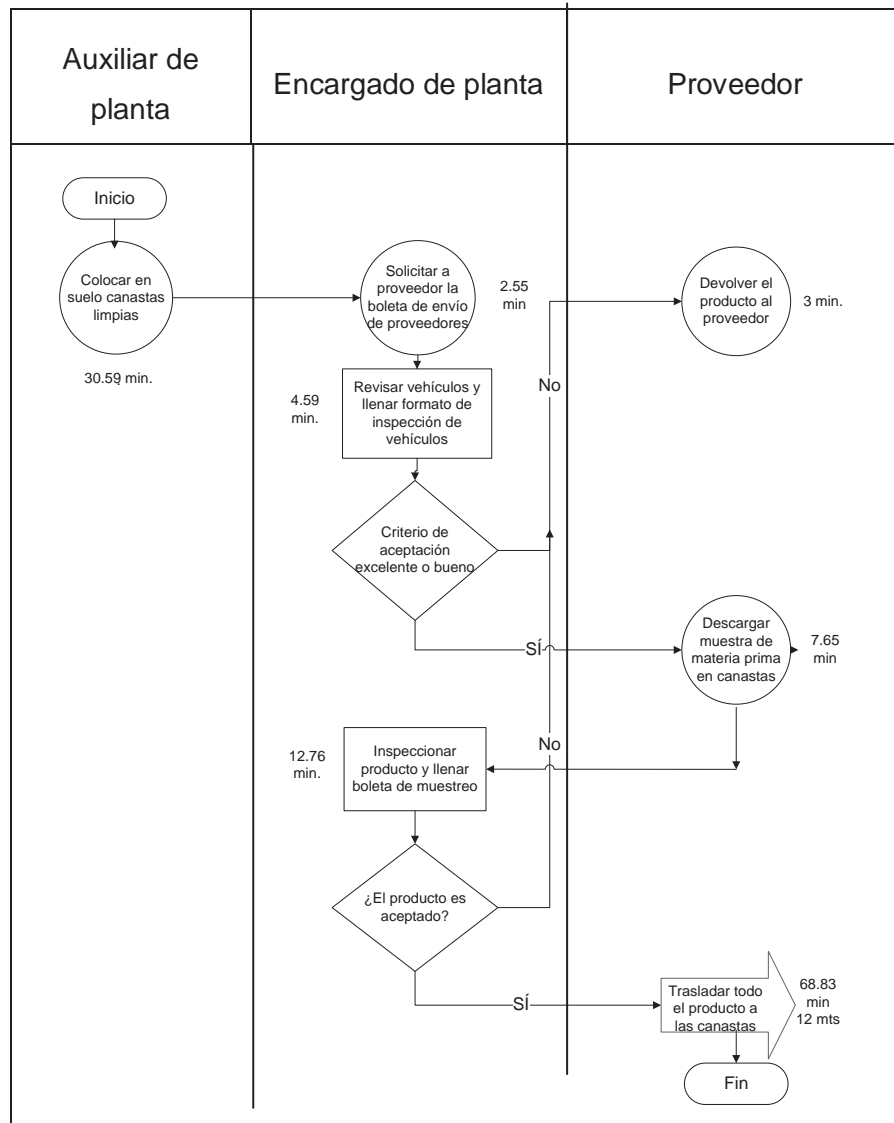 Auxiliar de
planta
Encargado de planta
Proveedor
Inicio
Colocar en
suelo canastas
limpias
30.59 min.
Solicitar a
proveedor la
boleta de envío
de proveedores
2.55
min
Devolver el
producto al
proveedor
3 min.
Revisar vehículos y
llenar formato de
inspección de
vehículos
4.59
min.
No
Criterio de
aceptación
excelente o bueno
SÍ
Descargar
muestra de
materia prima
en canastas
7.65
min
12.76
min.
Inspeccionar
producto y llenar
boleta de muestreo
No
¿El producto es
aceptado?
SÍ
Trasladar todo
el producto a
las canastas
68.83
min
12 mts
Fin